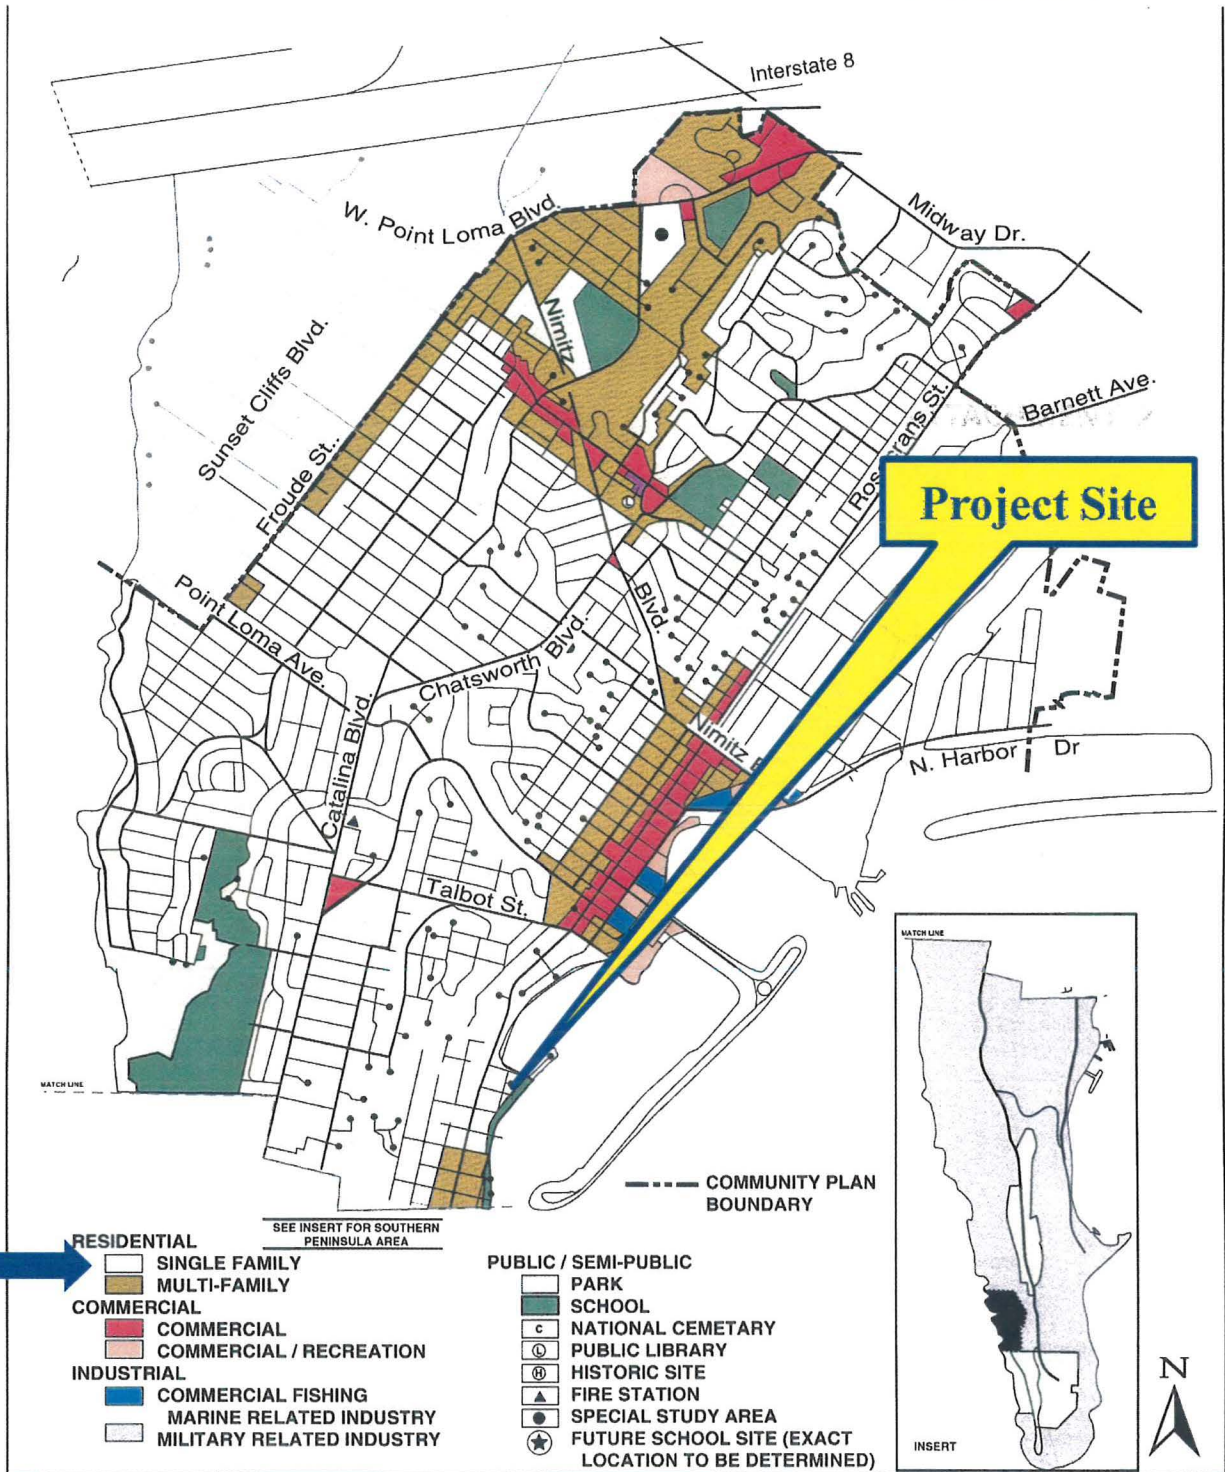 Interstate 8
W. Point Loma Blvd.
Midway Dr.
Nimitz
Sunset Cliffs Blvd.
Barnett Ave.
Froude St..
Project Site
Point Loma Ave.
Blvd.
Chatsworth Blvd.
Catalina Blvd.
Nimitz
N. Harbor Dr
Talbot St.
MATCH LINE
MATCH LINE
COMMUNITY PLAN
BOUNDARY
SEE INSERT FOR SOUTHERN
PENINSULA AREA
RESIDENTIAL
SINGLE FAMILY
MULTI-FAMILY
COMMERCIAL
COMMERCIAL
COMMERCIAL / RECREATION
INDUSTRIAL
COMMERCIAL FISHING
MARINE RELATED INDUSTRY
MILITARY RELATED INDUSTRY
PUBLIC / SEMI-PUBLIC
PARK
SCHOOL
C NATIONAL CEMETARY
L PUBLIC LIBRARY
H HISTORIC SITE
FIRE STATION
SPECIAL STUDY AREA
FUTURE SCHOOL SITE (EXACT
LOCATION TO BE DETERMINED)
INSERT
N